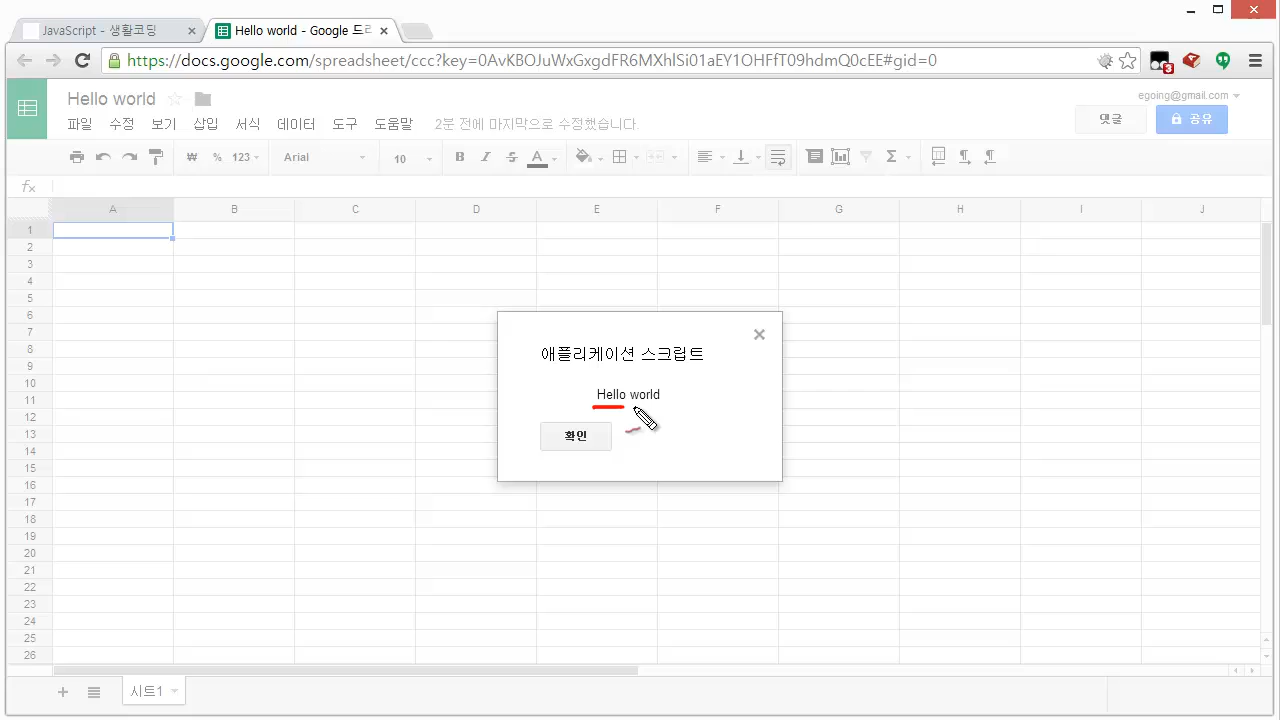 JavaScript - 생활코딩
Hello world - Google 드리
https://docs.google.com/spreadsheet/ccc?key=0AvKBOJuWxGxgdFR6MXhlSi01aEY1OHFfT09hdmQ0cEE#gid=0
3
Hello world
egoing@gmail.com
파일 수정 보기 삽입 서식 데이터 도구 도움말 2분 전에 마지막으로 수정했습니다.
댓글
공유
₩ % 123 Arial 10 B I S A Σ
fx
A B C D E F G H I J
1
2
3
4
5
6
7
8
9
10
11
12
13
14
15
16
17
18
19
20
21
22
23
24
25
26
애플리케이션 스크립트
Hello world
확인
시트1